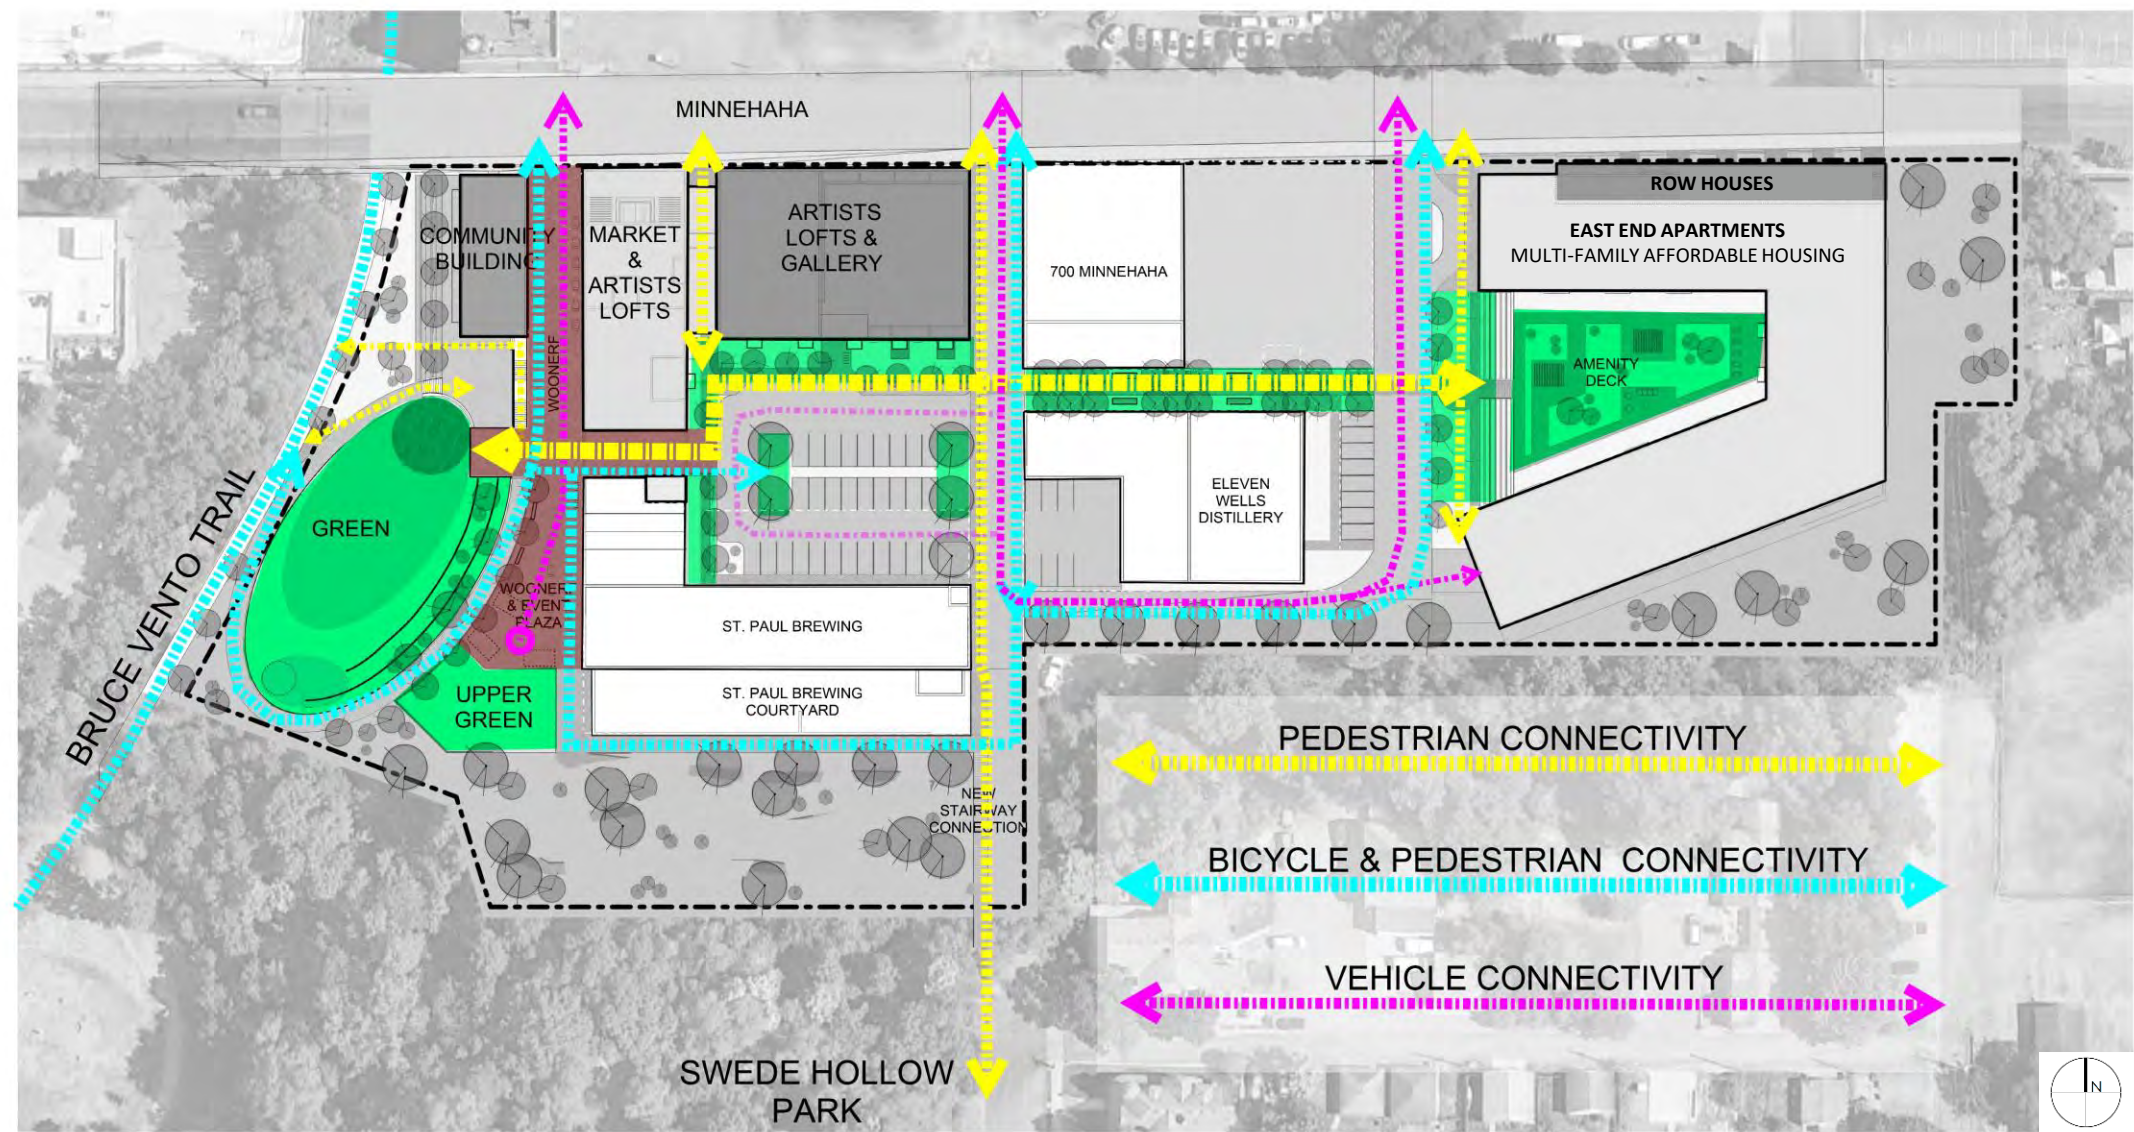 MINNEHAHA
ROW HOUSES
EAST END APARTMENTS
MULTI-FAMILY AFFORDABLE HOUSING
COMMUNITY
BUILDING
MARKET
&
ARTISTS
LOFTS
ARTISTS
LOFTS &
GALLERY
700 MINNEHAHA
WOONERF
AMENITY
DECK
GREEN
ELEVEN
WELLS
DISTILLERY
BRUCE VENTO TRAIL
WOONERF
& EVENT
PLAZA
ST. PAUL BREWING
UPPER
GREEN
ST. PAUL BREWING
COURTYARD
NEW
STAIRWAY
CONNECTION
PEDESTRIAN CONNECTIVITY
BICYCLE & PEDESTRIAN CONNECTIVITY
VEHICLE CONNECTIVITY
SWEDE HOLLOW
PARK
N